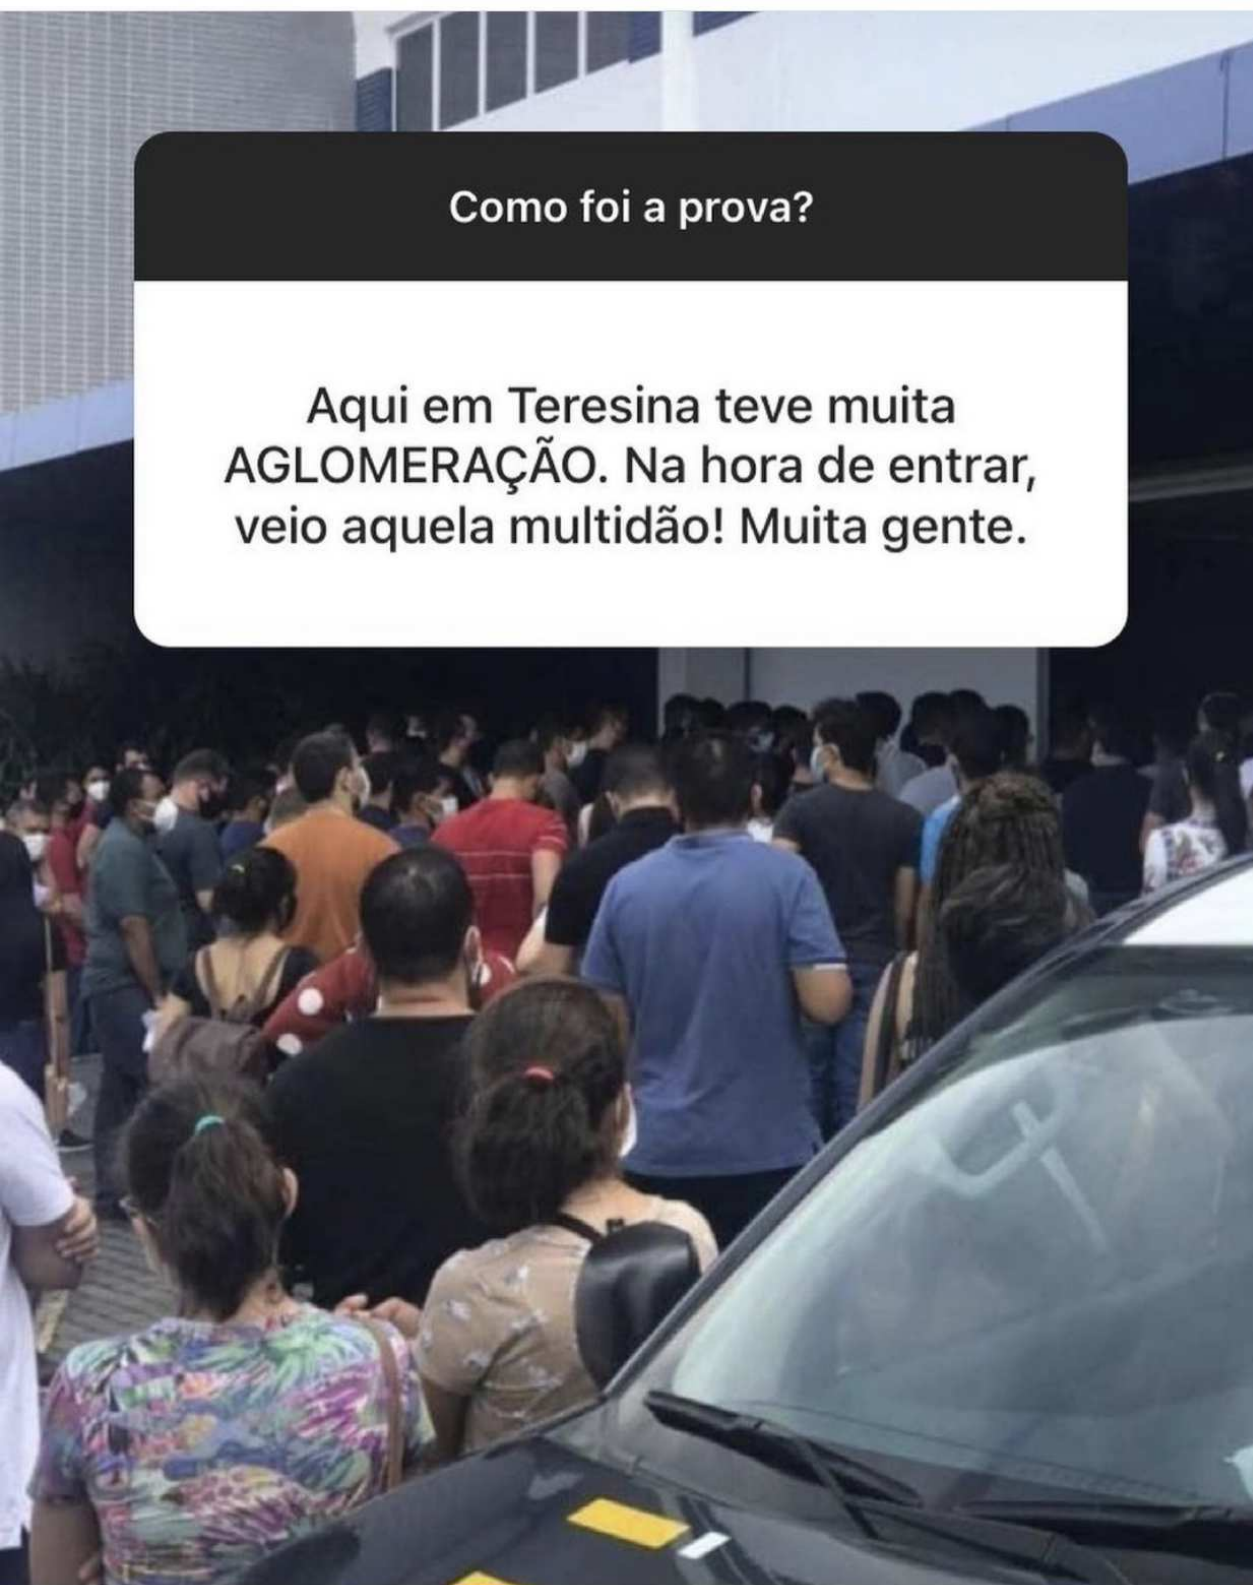 Como foi a prova?
Aqui em Teresina teve muita
AGLOMERAÇÃO. Na hora de entrar,
veio aquela multidão! Muita gente.